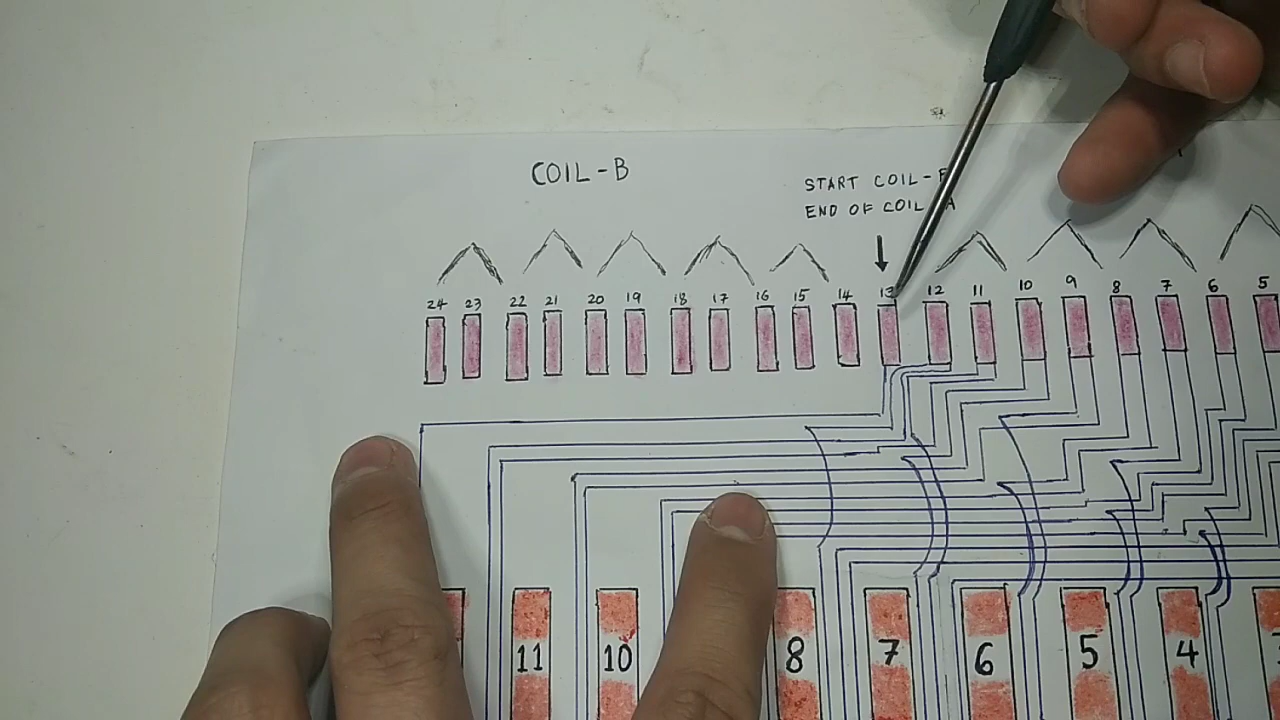 COIL-B
START COIL-
END OF COIL A
24 23 22 21 20 19 18 17 16 15 14 13 12 11 10 9 8 7 6 5
11 10 8 7 6 5 4